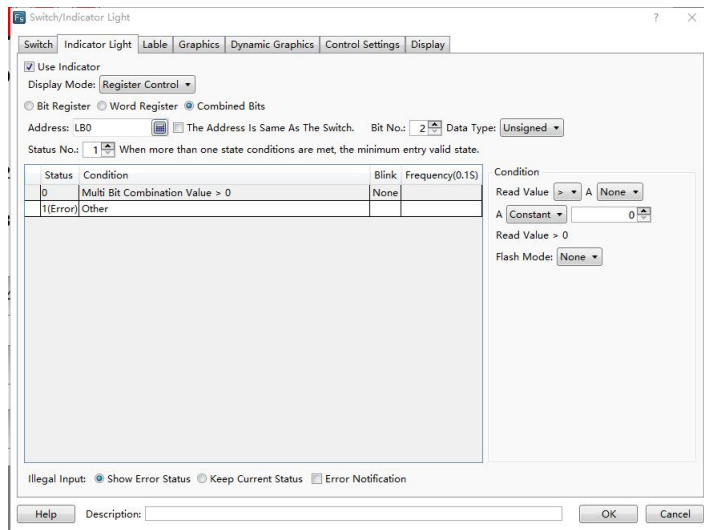 Fs Switch/Indicator Light ?
Switch Indicator Light Lable Graphics Dynamic Graphics Control Settings Display
Use Indicator
Display Mode: Register Control
Bit Register Word Register Combined Bits
Address: LB0 The Address Is Same As The Switch. Bit No.: 2 Data Type: Unsigned
Status No.: 1 When more than one state conditions are met, the minimum entry valid state.
Status Condition Blink Frequency(0.1S)
0 Multi Bit Combination Value > 0 None
1(Error) Other
Condition
Read Value > A None
A Constant 0
Read Value > 0
Flash Mode: None
Illegal Input: Show Error Status Keep Current Status Error Notification
Help Description: OK Cancel